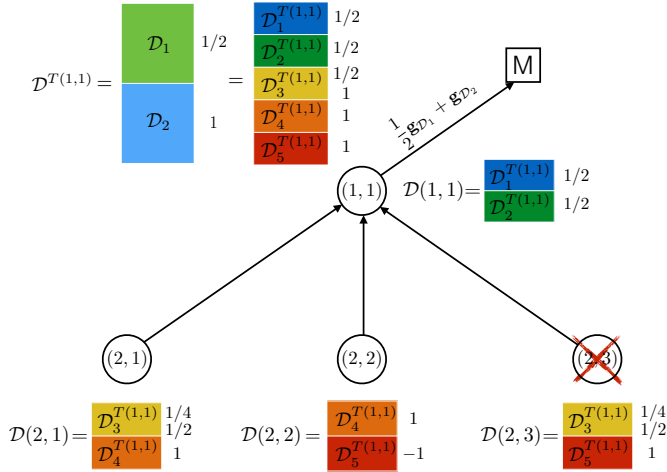 𝒟^{T(1,1)} =
𝒟_1 1/2
𝒟_2 1
=
𝒟_1^{T(1,1)} 1/2
𝒟_2^{T(1,1)} 1/2
𝒟_3^{T(1,1)} 1/2 1
𝒟_4^{T(1,1)} 1
𝒟_5^{T(1,1)} 1
M
1/2 g_{𝒟_1} + g_{𝒟_2}
(1, 1)
𝒟(1, 1)=
𝒟_1^{T(1,1)} 1/2
𝒟_2^{T(1,1)} 1/2
(2, 1)
(2, 2)
(2, 3)
𝒟(2, 1)=
𝒟_3^{T(1,1)} 1/4 1/2
𝒟_4^{T(1,1)} 1
𝒟(2, 2)=
𝒟_4^{T(1,1)} 1
𝒟_5^{T(1,1)} −1
𝒟(2, 3)=
𝒟_3^{T(1,1)} 1/4 1/2
𝒟_5^{T(1,1)} 1